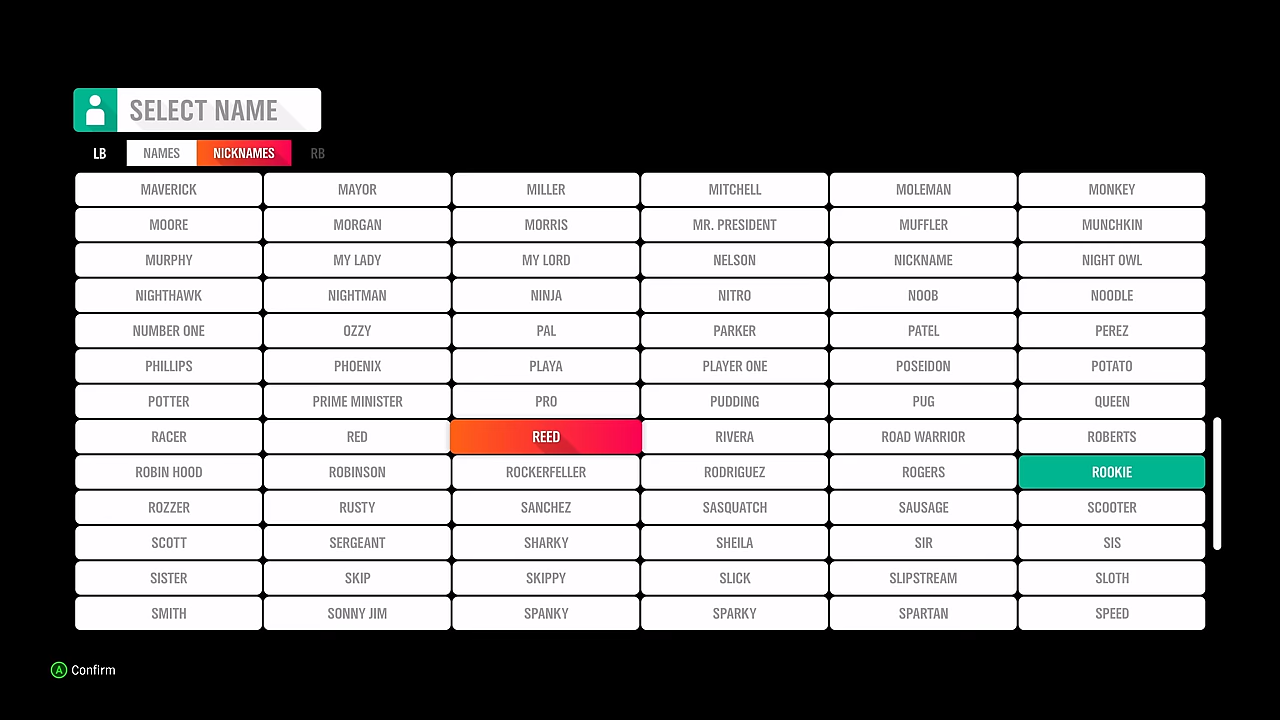 SELECT NAME
LB NAMES NICKNAMES RB
MAVERICK MAYOR MILLER MITCHELL MOLEMAN MONKEY
MOORE MORGAN MORRIS MR. PRESIDENT MUFFLER MUNCHKIN
MURPHY MY LADY MY LORD NELSON NICKNAME NIGHT OWL
NIGHTHAWK NIGHTMAN NINJA NITRO NOOB NOODLE
NUMBER ONE OZZY PAL PARKER PATEL PEREZ
PHILLIPS PHOENIX PLAYA PLAYER ONE POSEIDON POTATO
POTTER PRIME MINISTER PRO PUDDING PUG QUEEN
RACER RED REED RIVERA ROAD WARRIOR ROBERTS
ROBIN HOOD ROBINSON ROCKERFELLER RODRIGUEZ ROGERS ROOKIE
ROZZER RUSTY SANCHEZ SASQUATCH SAUSAGE SCOOTER
SCOTT SERGEANT SHARKY SHEILA SIR SIS
SISTER SKIP SKIPPY SLICK SLIPSTREAM SLOTH
SMITH SONNY JIM SPANKY SPARKY SPARTAN SPEED
A Confirm